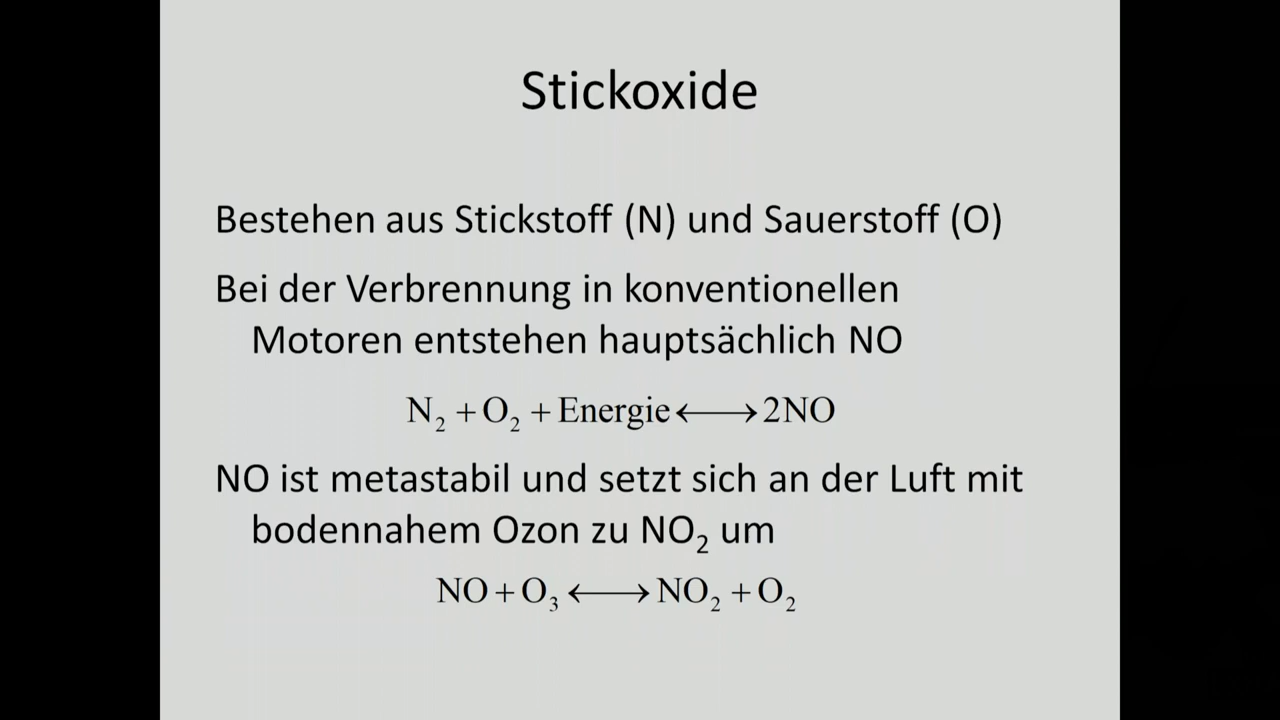 Stickoxide
Bestehen aus Stickstoff (N) und Sauerstoff (O)
Bei der Verbrennung in konventionellen
Motoren entstehen hauptsächlich NO
N₂ + O₂ + Energie ⟷ 2NO
NO ist metastabil und setzt sich an der Luft mit
bodennahem Ozon zu NO₂ um
NO + O₃ ⟷ NO₂ + O₂